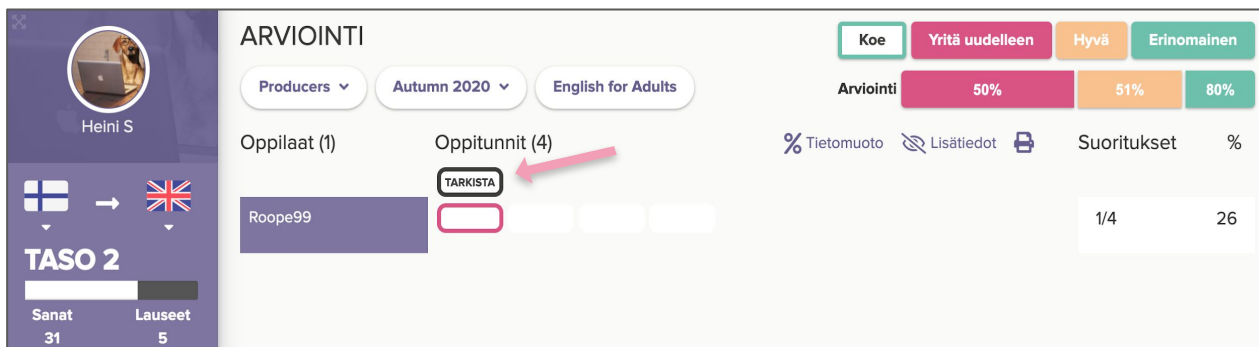 Heini S
TASO 2
Sanat Lauseet
31 5
ARVIOINTI
Koe Yritä uudelleen Hyvä Erinomainen
Producers Autumn 2020 English for Adults
Arviointi 50% 51% 80%
Oppilaat (1) Oppitunnit (4) % Tietomuoto Lisätiedot Suoritukset %
TARKISTA
Roope99 1/4 26